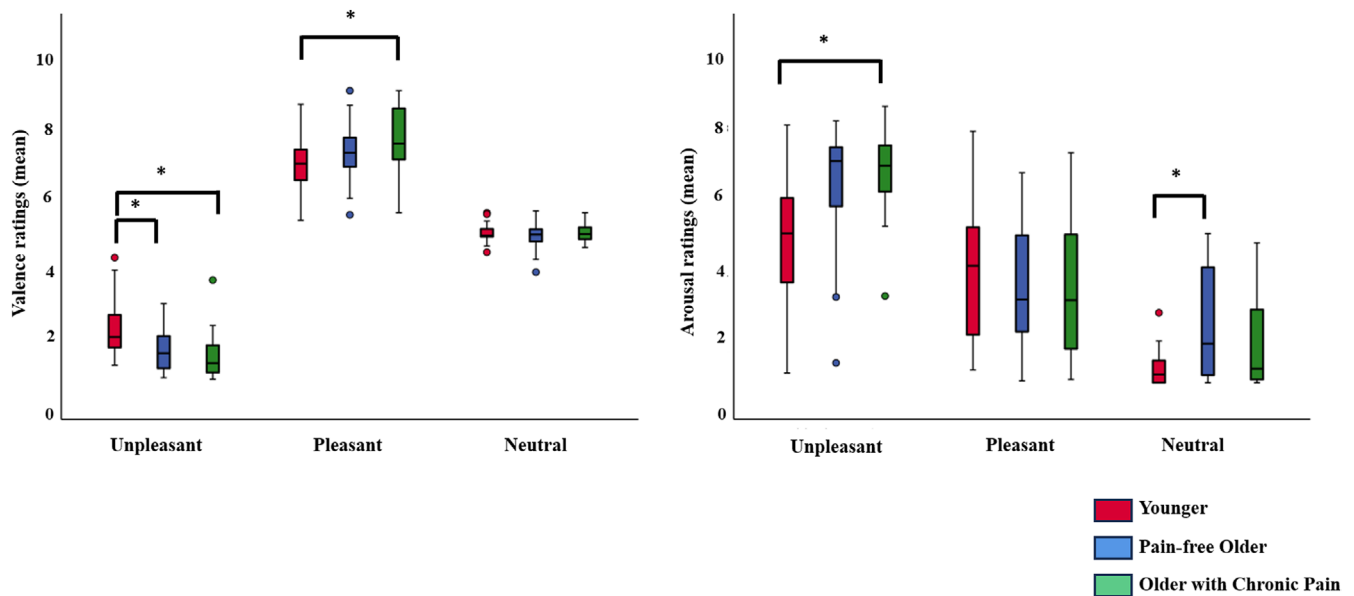 Valence ratings (mean)
10
8
6
4
2
0
*
*
*
Unpleasant Pleasant Neutral
Arousal ratings (mean)
10
8
6
4
2
0
*
*
Unpleasant Pleasant Neutral
Younger
Pain-free Older
Older with Chronic Pain